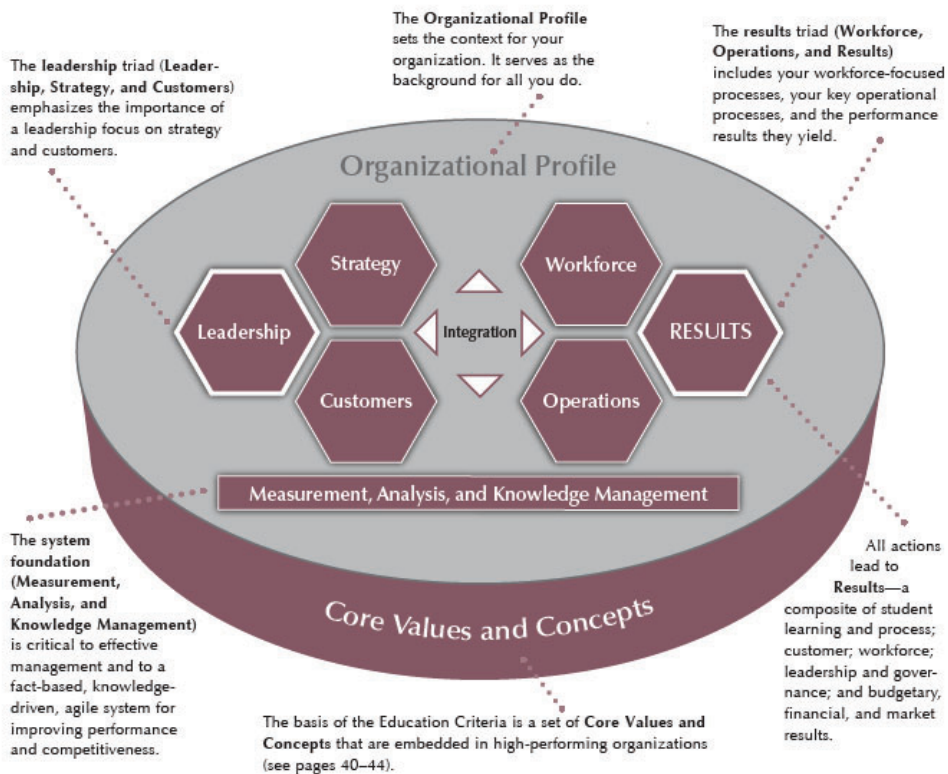 The Organizational Profile
sets the context for your
organization. It serves as the
background for all you do.
The leadership triad (Leader-
ship, Strategy, and Customers)
emphasizes the importance of
a leadership focus on strategy
and customers.
The results triad (Workforce,
Operations, and Results)
includes your workforce-focused
processes, your key operational
processes, and the performance
results they yield.
Organizational Profile
Strategy
Workforce
Leadership
Integration
RESULTS
Customers
Operations
Measurement, Analysis, and Knowledge Management
The system
foundation
(Measurement,
Analysis, and
Knowledge Management)
is critical to effective
management and to a
fact-based, knowledge-
driven, agile system for
improving performance
and competitiveness.
Core Values and Concepts
All actions
lead to
Results—a
composite of student
learning and process;
customer; workforce;
leadership and gover-
nance; and budgetary,
financial, and market
results.
The basis of the Education Criteria is a set of Core Values and
Concepts that are embedded in high-performing organizations
(see pages 40–44).